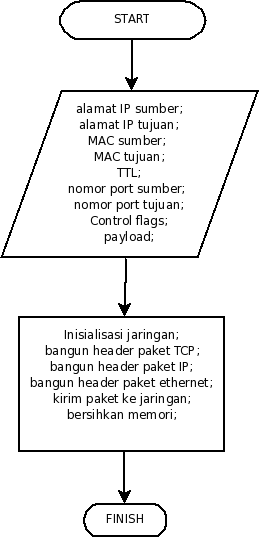 START
alamat IP sumber;
alamat IP tujuan;
MAC sumber;
MAC tujuan;
TTL;
nomor port sumber;
nomor port tujuan;
Control flags;
payload;
Inisialisasi jaringan;
bangun header paket TCP;
bangun header paket IP;
bangun header paket ethernet;
kirim paket ke jaringan;
bersihkan memori;
FINISH